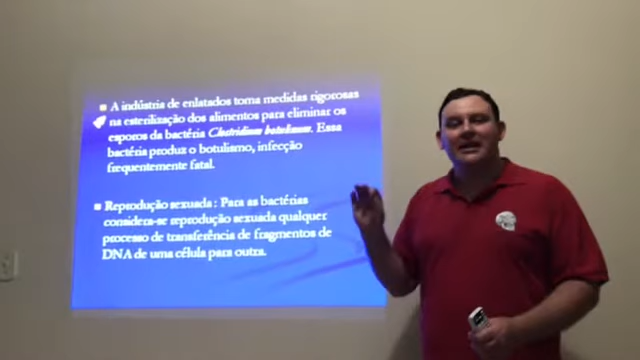 A indústria de enlatados toma medidas rigorosas
na esterilização dos alimentos para eliminar os
esporos da bactéria Clostridium botulinum. Essa
bactéria produz o botulismo, infecção
frequentemente fatal.
Reprodução sexuada : Para as bactérias
considera-se reprodução sexuada qualquer
processo de transferência de fragmentos de
DNA de uma célula para outra.